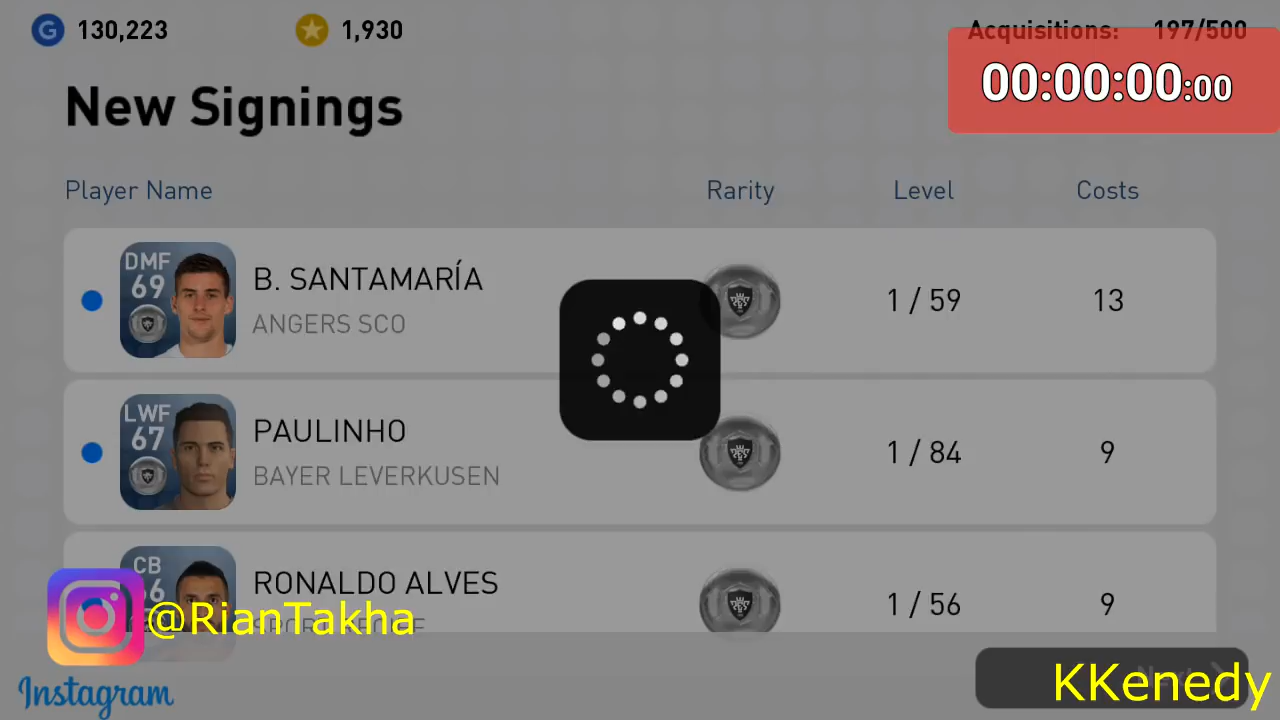 130,223
1,930
Acquisitions: 197/500
00:00:00:00
New Signings
Player Name Rarity Level Costs
DMF
69
B. SANTAMARÍA
ANGERS SCO
1 / 59
13
LWF
67
PAULINHO
BAYER LEVERKUSEN
1 / 84
9
CB
RONALDO ALVES
1 / 56
9
@RianTakha
Instagram
Next
KKenedy